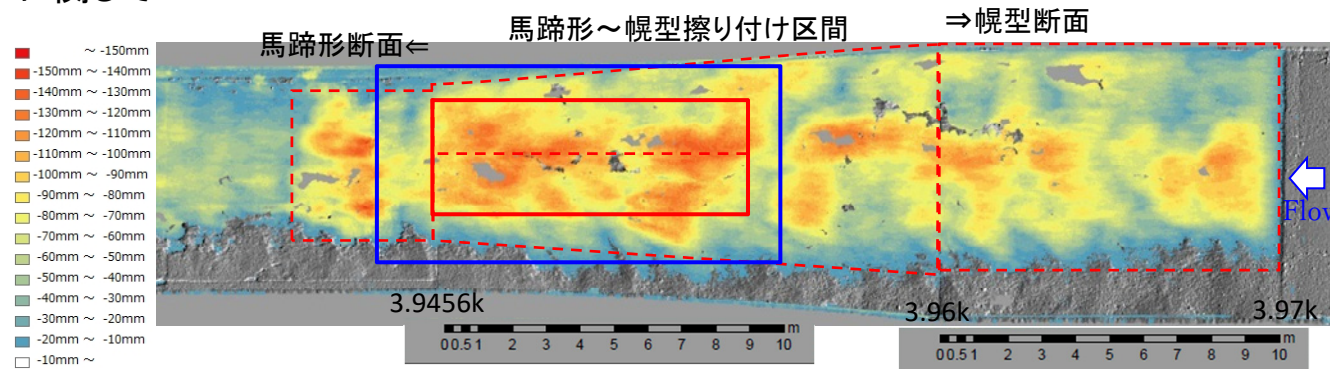 馬蹄形断面⇐
馬蹄形～幌型擦り付け区間
⇒幌型断面
～ -150mm
-150mm ～ -140mm
-140mm ～ -130mm
-130mm ～ -120mm
-120mm ～ -110mm
-110mm ～ -100mm
-100mm ～ -90mm
-90mm ～ -80mm
-80mm ～ -70mm
-70mm ～ -60mm
-60mm ～ -50mm
-50mm ～ -40mm
-40mm ～ -30mm
-30mm ～ -20mm
-20mm ～ -10mm
-10mm ～
Flow
3.9456k
3.96k
3.97k
m
0 0.5 1 2 3 4 5 6 7 8 9 10
m
0 0.5 1 2 3 4 5 6 7 8 9 10